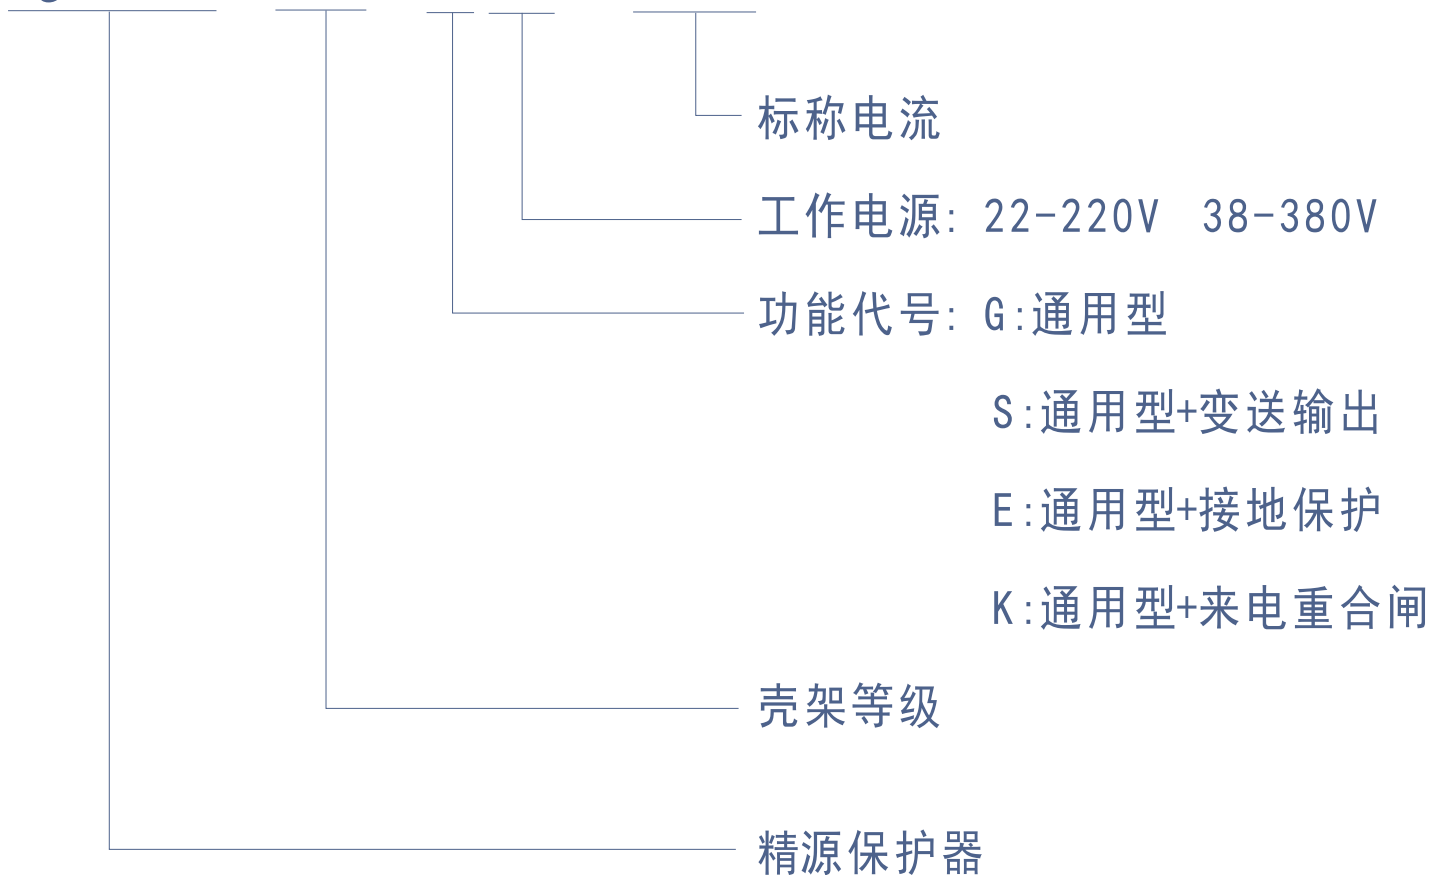 标称电流
工作电源: 22-220V 38-380V
功能代号: G:通用型
S:通用型+变送输出
E:通用型+接地保护
K:通用型+来电重合闸
壳架等级
精源保护器